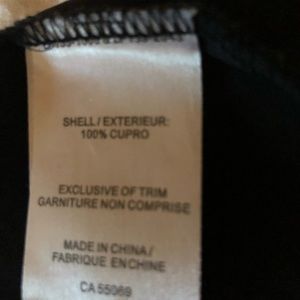 SHELL/EXTERIEUR:
100% CUPRO
EXCLUSIVE OF TRIM
GARNITURE NON COMPRISE
MADE IN CHINA/
FABRIQUE EN CHINE
CA 55069